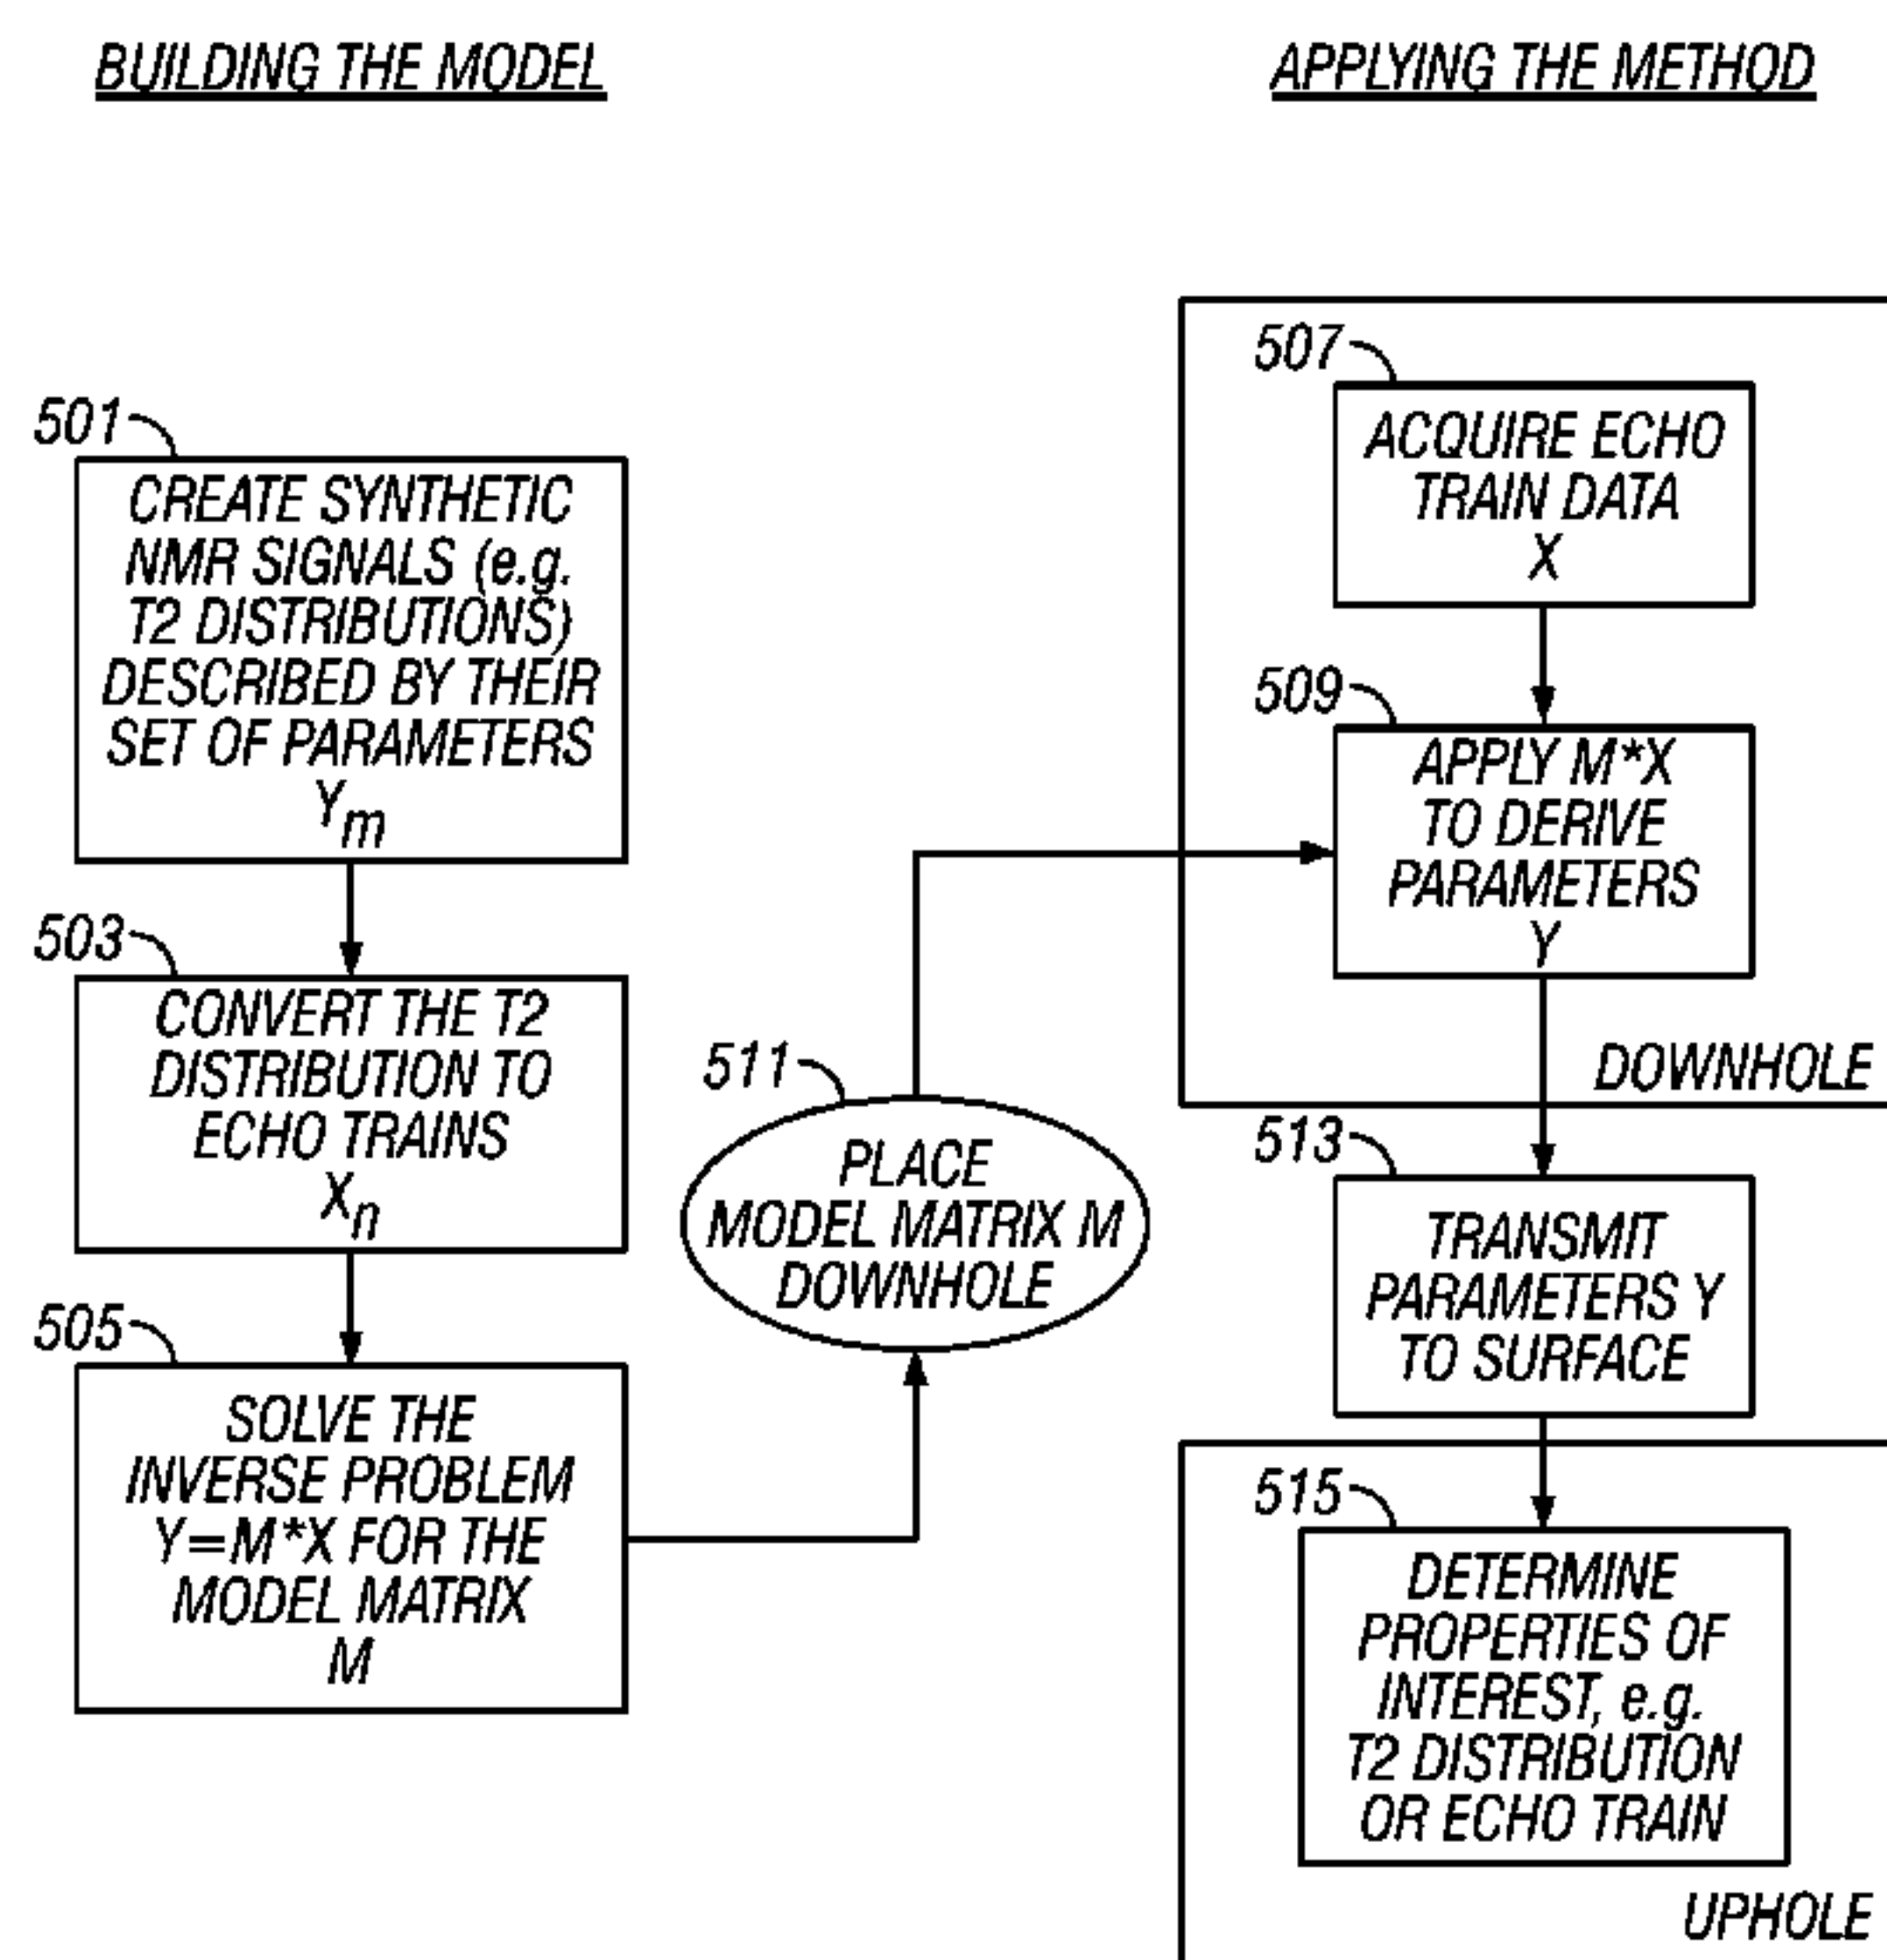 BUILDING THE MODEL
501
CREATE SYNTHETIC
NMR SIGNALS (e.g.
T2 DISTRIBUTIONS)
DESCRIBED BY THEIR
SET OF PARAMETERS
Ym
503
CONVERT THE T2
DISTRIBUTION TO
ECHO TRAINS
Xn
505
SOLVE THE
INVERSE PROBLEM
Y=M*X FOR THE
MODEL MATRIX
M
511
PLACE
MODEL MATRIX M
DOWNHOLE
APPLYING THE METHOD
507
ACQUIRE ECHO
TRAIN DATA
X
509
APPLY M*X
TO DERIVE
PARAMETERS
Y
DOWNHOLE
513
TRANSMIT
PARAMETERS Y
TO SURFACE
515
DETERMINE
PROPERTIES OF
INTEREST, e.g.
T2 DISTRIBUTION
OR ECHO TRAIN
UPHOLE